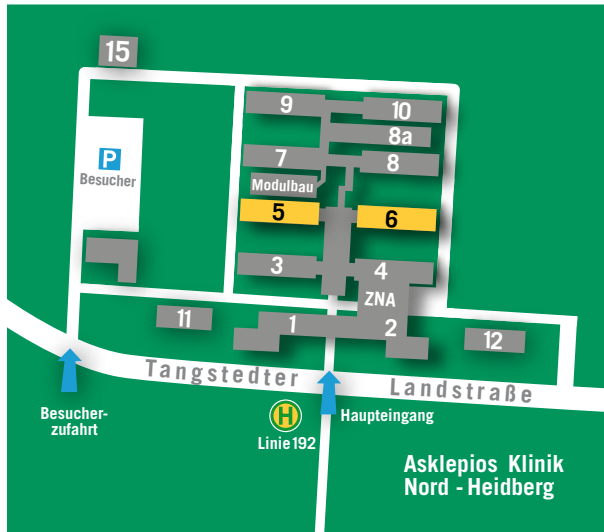 15
9
10
8a
7
8
P
Besucher
Modulbau
5
6
3
4
ZNA
11
1
2
12
Tangstedter Landstraße
Besucher-
zufahrt
H
Linie 192
Haupteingang
Asklepios Klinik
Nord - Heidberg